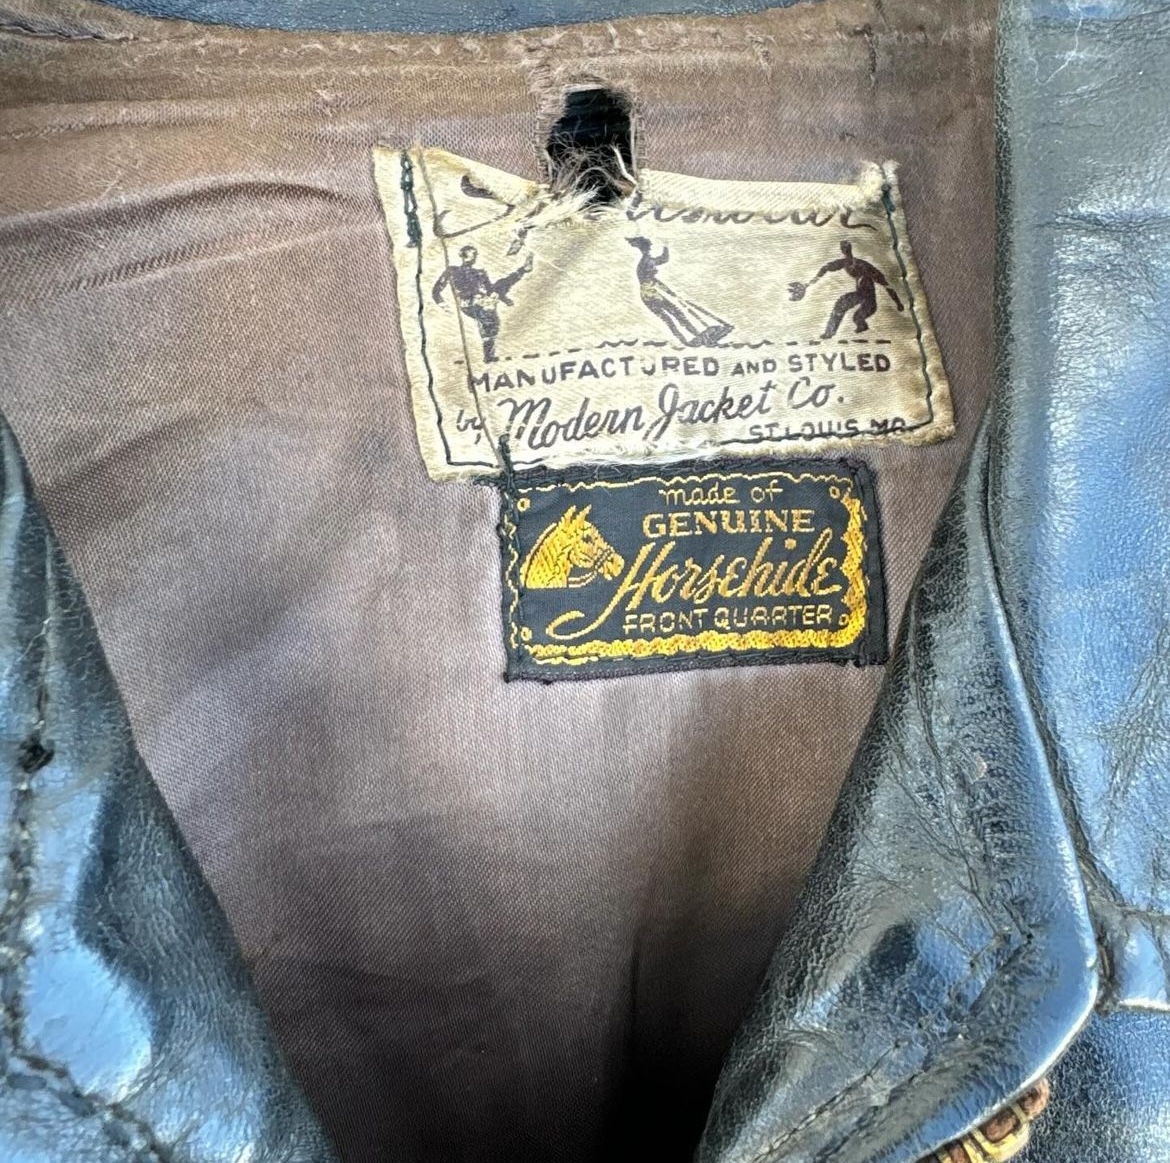 MANUFACTURED AND STYLED
by Modern Jacket Co.
ST. LOUIS. MO.
made of
GENUINE
Horsehide
FRONT QUARTER